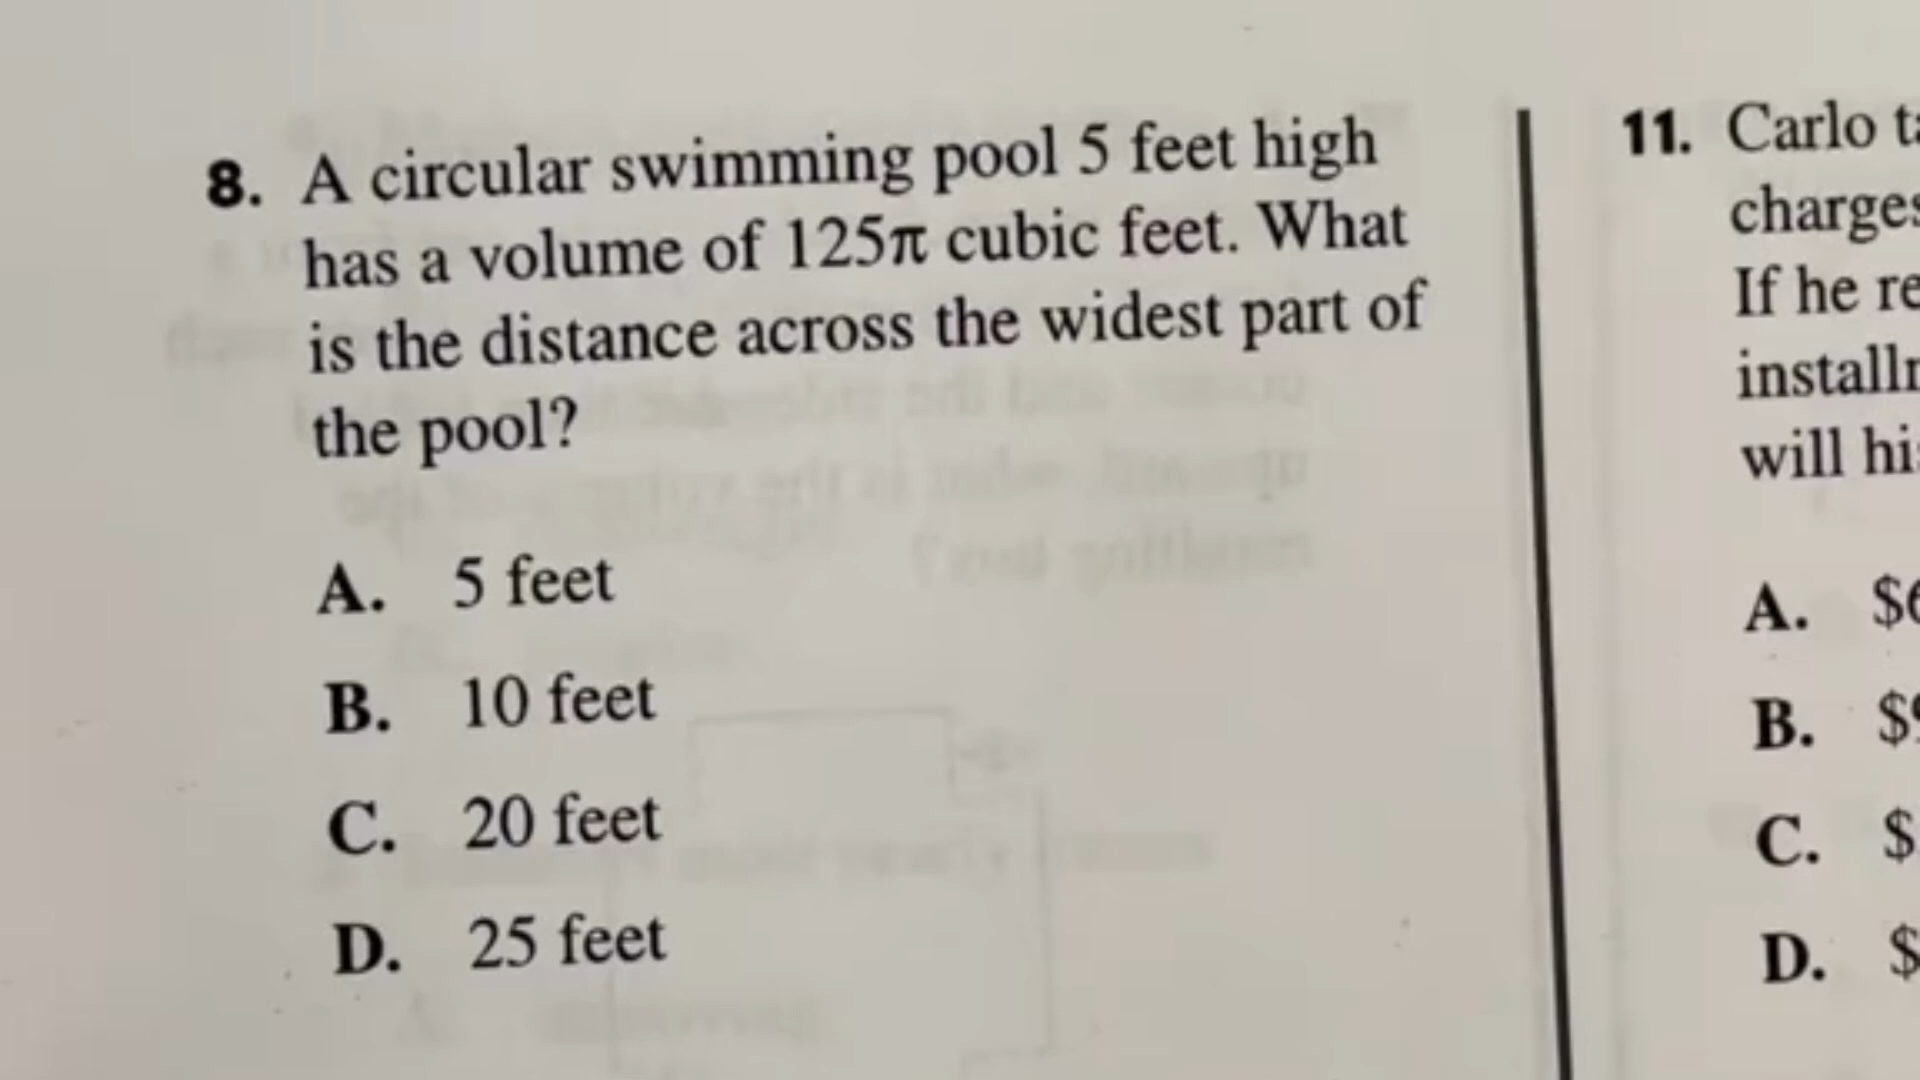 8. A circular swimming pool 5 feet high
has a volume of 125π cubic feet. What
is the distance across the widest part of
the pool?
A. 5 feet
B. 10 feet
C. 20 feet
D. 25 feet
11. Carlo
charges
If he
will
A. $
B. $
C. $
D. $